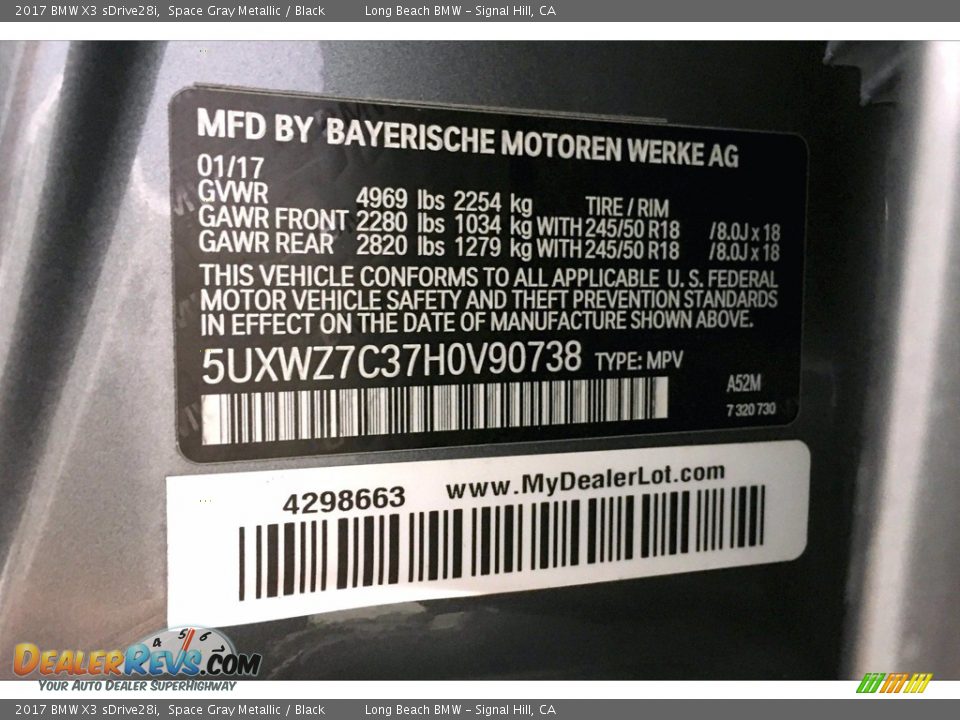 2017 BMW X3 sDrive28i, Space Gray Metallic / Black Long Beach BMW - Signal Hill, CA
MFD BY BAYERISCHE MOTOREN WERKE AG
01/17
GVWR 4969 lbs 2254 kg TIRE / RIM
GAWR FRONT 2280 lbs 1034 kg WITH 245/50 R18 /8.0J x 18
GAWR REAR 2820 lbs 1279 kg WITH 245/50 R18 /8.0J x 18
THIS VEHICLE CONFORMS TO ALL APPLICABLE U.S. FEDERAL
MOTOR VEHICLE SAFETY AND THEFT PREVENTION STANDARDS
IN EFFECT ON THE DATE OF MANUFACTURE SHOWN ABOVE.
5UXWZ7C37H0V90738 TYPE: MPV
A52M
7 320 730
4298663 www.MyDealerLot.com
4 5 6
DEALERREVS.COM
YOUR AUTO DEALER SUPERHIGHWAY
2017 BMW X3 sDrive28i, Space Gray Metallic / Black Long Beach BMW - Signal Hill, CA